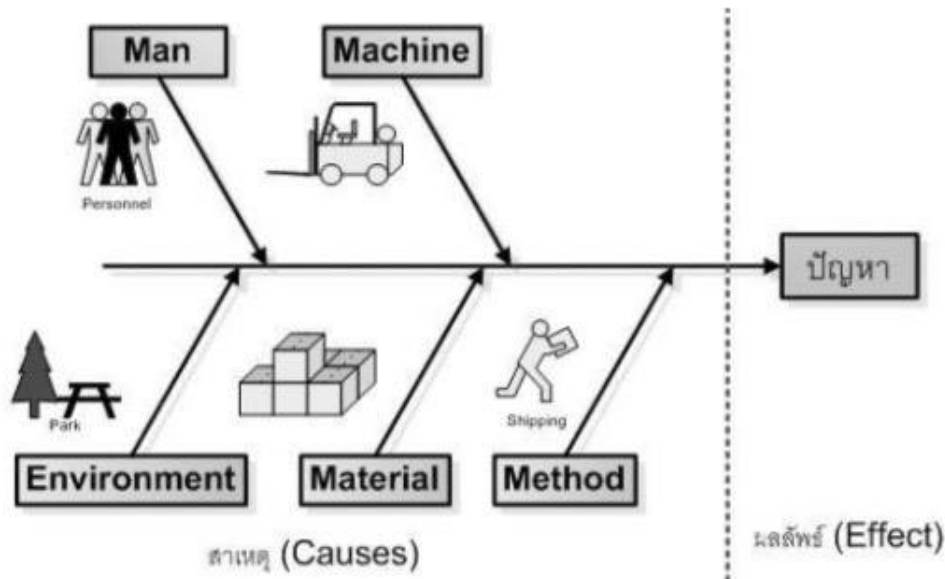 Man
Machine
Personnel
ปัญหา
Park
Shipping
Environment
Material
Method
สาเหตุ (Causes)
ผลลัพธ์ (Effect)